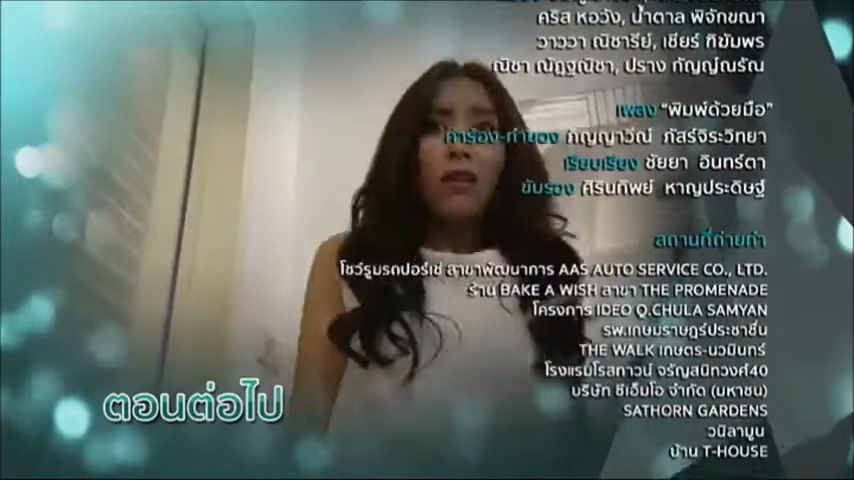 คริส หอวัง, น้ำตาล พิจักขณา
วาววา ณิชารีย์, เชียร์ ฑิฆัมพร
ณิชา ณัฏฐณิชา, ปราง กัญญ์ณรัณ
เพลง "พิมพ์ด้วยมือ"
คำร้อง-ทำนอง กัญญาวีณ์ ภัสร์จิระวิทยา
เรียบเรียง ชัยยา อินทร์ตา
ขับร้อง ศิรินทิพย์ หาญประดิษฐ์
สถานที่ถ่ายทำ
โชว์รูมรถปอร์เช่ สาขาพัฒนาการ AAS AUTO SERVICE CO., LTD.
ร้าน BAKE A WISH สาขา THE PROMENADE
โครงการ IDEO Q.CHULA SAMYAN
รพ.เกษมราษฎร์ประชาชื่น
THE WALK เกษตร-นวมินทร์
โรงแรมโรสทาวน์ จรัญสนิทวงศ์40
บริษัท ซีเอ็มโอ จำกัด (มหาชน)
SATHORN GARDENS
วนิลามูน
บ้าน T-HOUSE
ตอนต่อไป